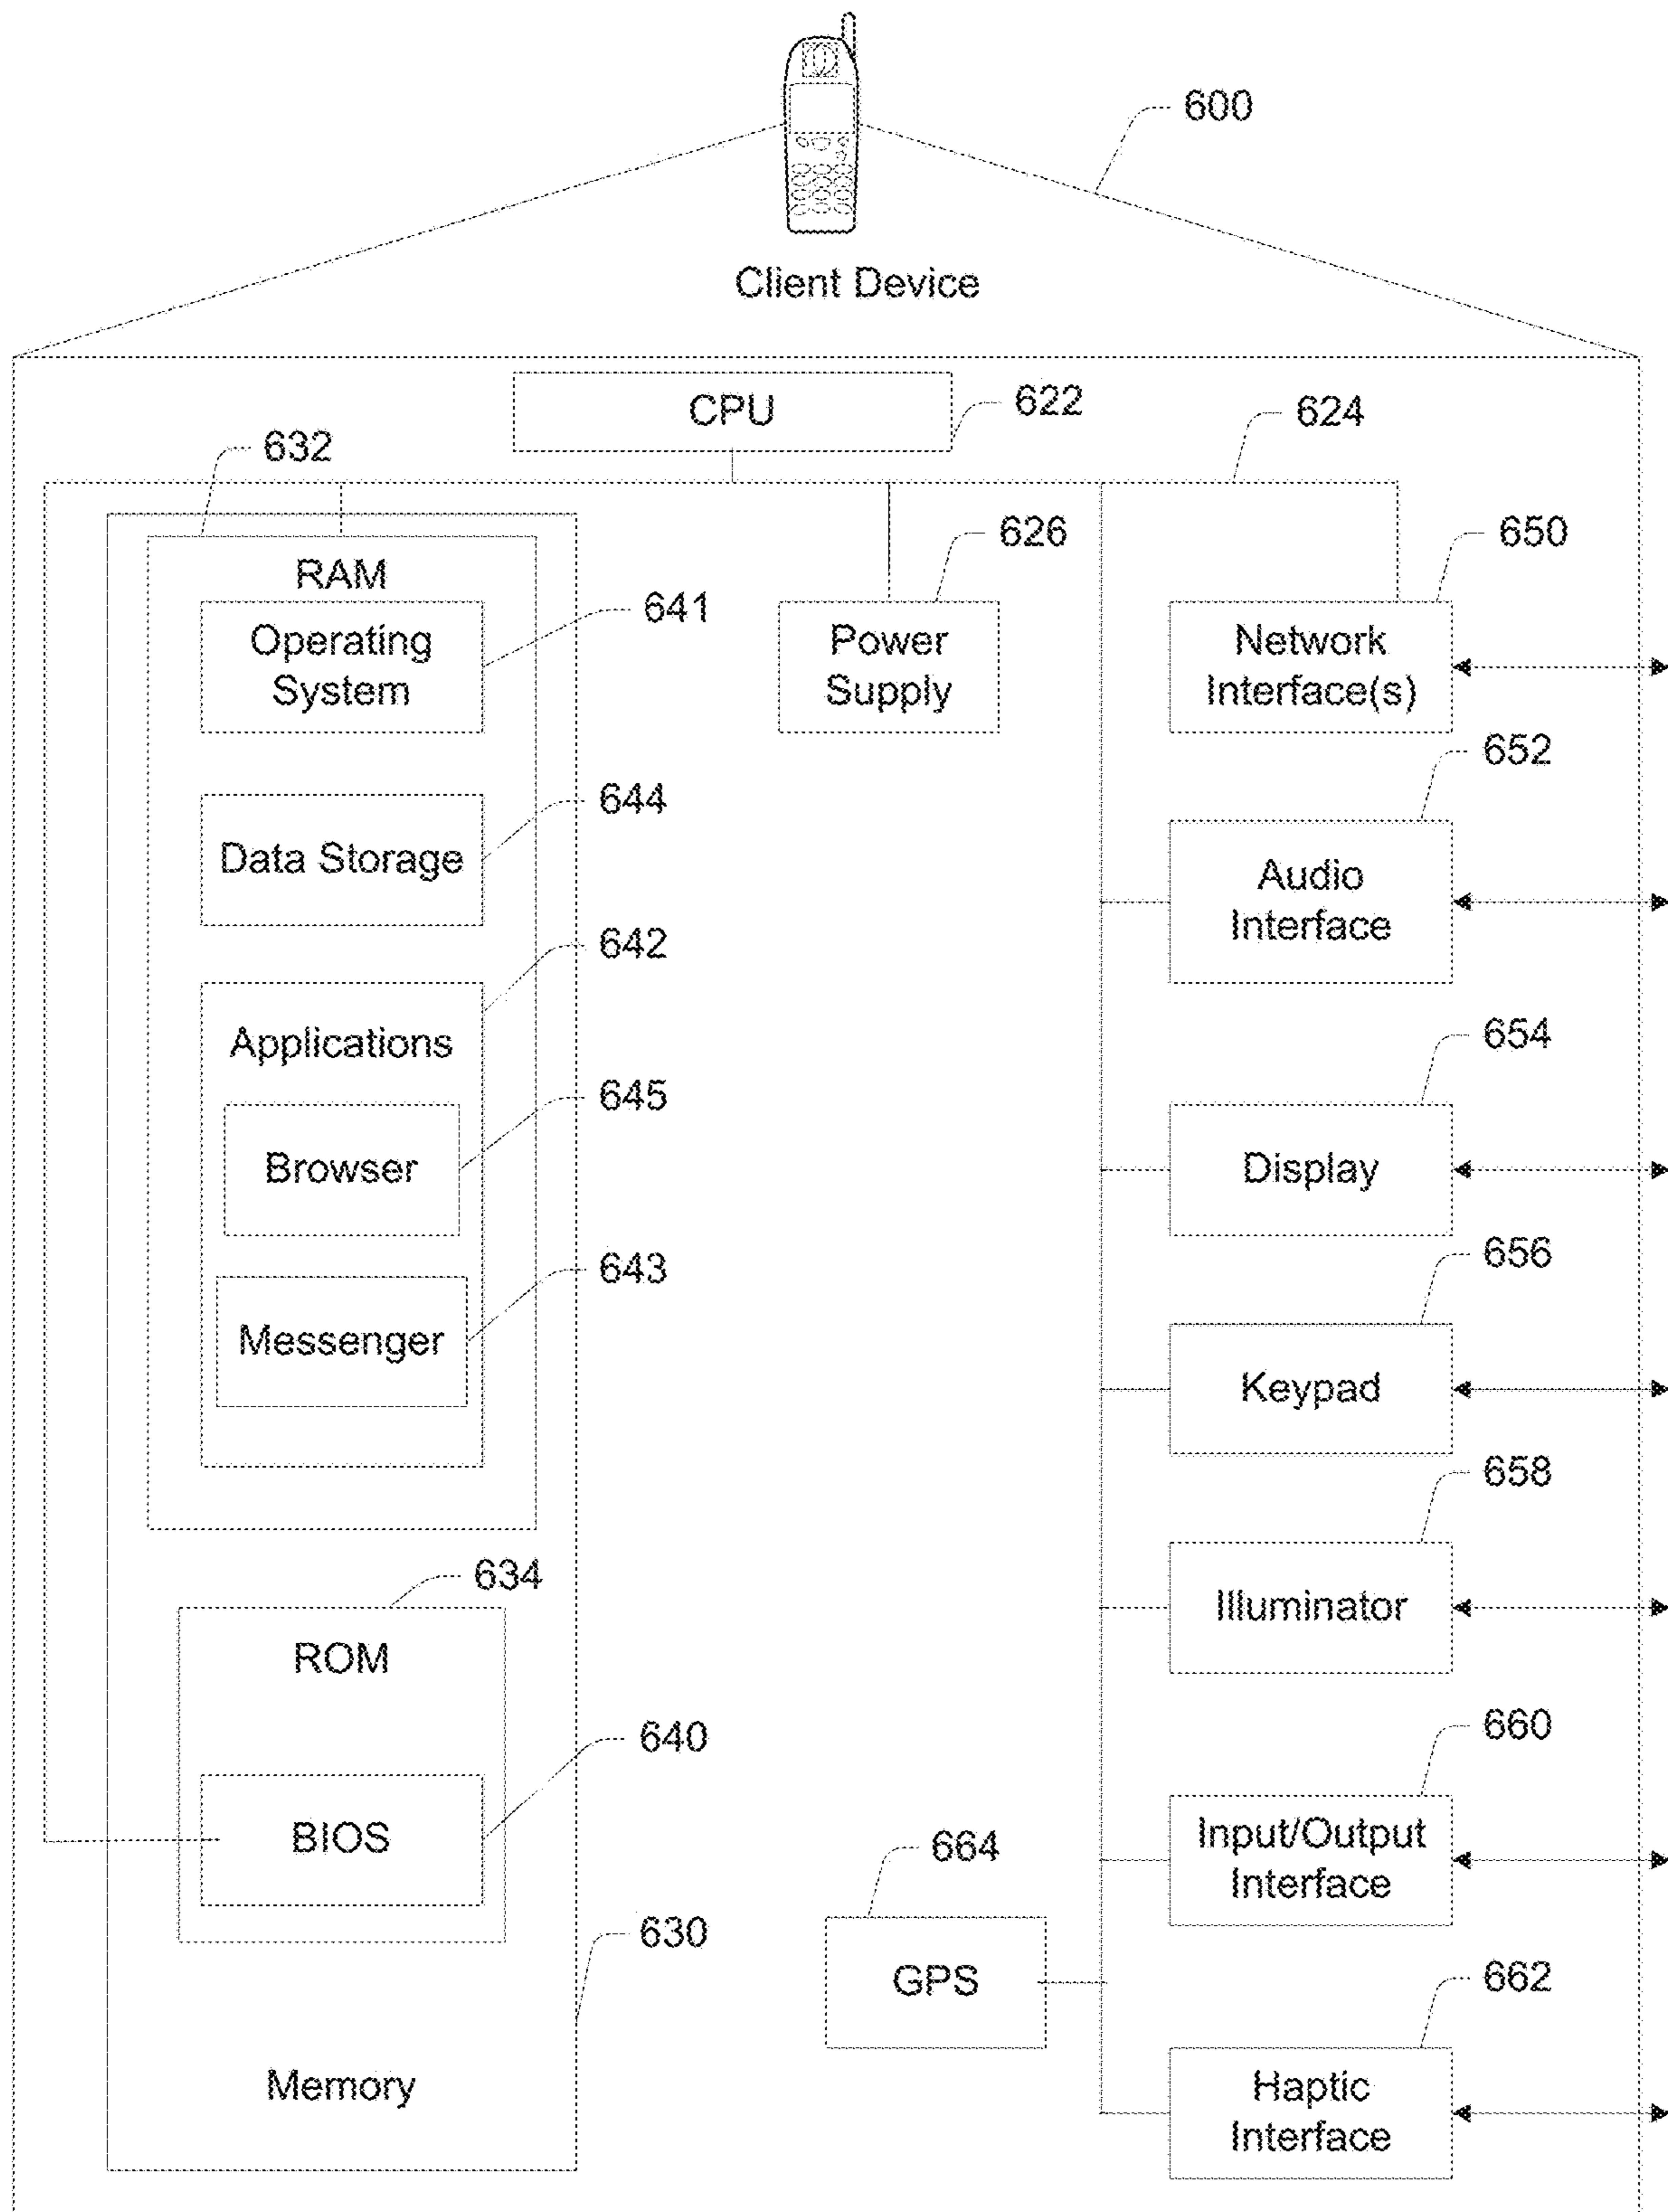 600
Client Device
CPU
622
624
632
RAM
626
650
Operating
System
641
Power
Supply
Network
Interface(s)
652
644
Data Storage
Audio
Interface
642
Applications
654
645
Browser
Display
656
643
Messenger
Keypad
658
634
Illuminator
ROM
660
640
BIOS
Input/Output
Interface
664
630
GPS
662
Memory
Haptic
Interface